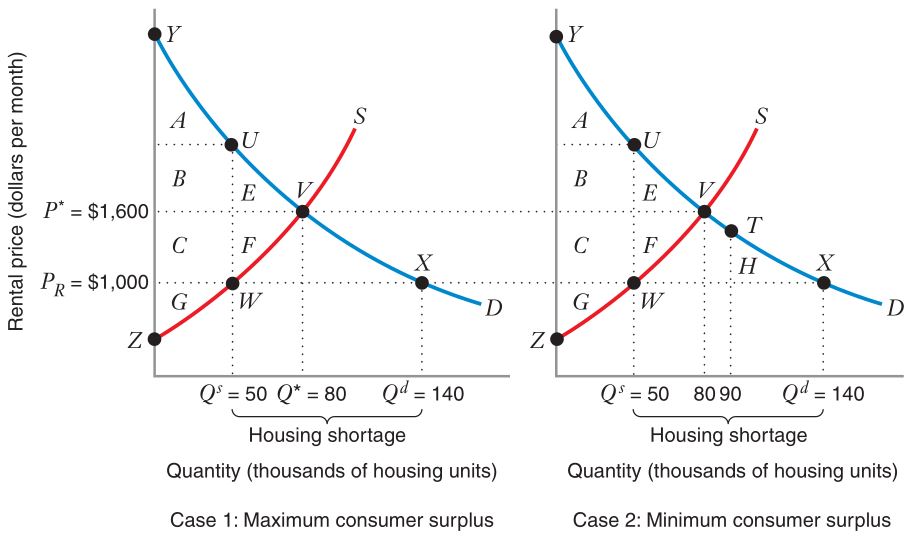 Rental price (dollars per month)
Y
A
U
S
B
E
V
P* = $1,600
C
F
X
P_R = $1,000
G
W
D
Z
Q^s = 50 Q* = 80 Q^d = 140
Housing shortage
Quantity (thousands of housing units)
Case 1: Maximum consumer surplus
Y
A
U
S
B
E
V
T
C
F
H
X
G
W
D
Z
Q^s = 50 80 90 Q^d = 140
Housing shortage
Quantity (thousands of housing units)
Case 2: Minimum consumer surplus